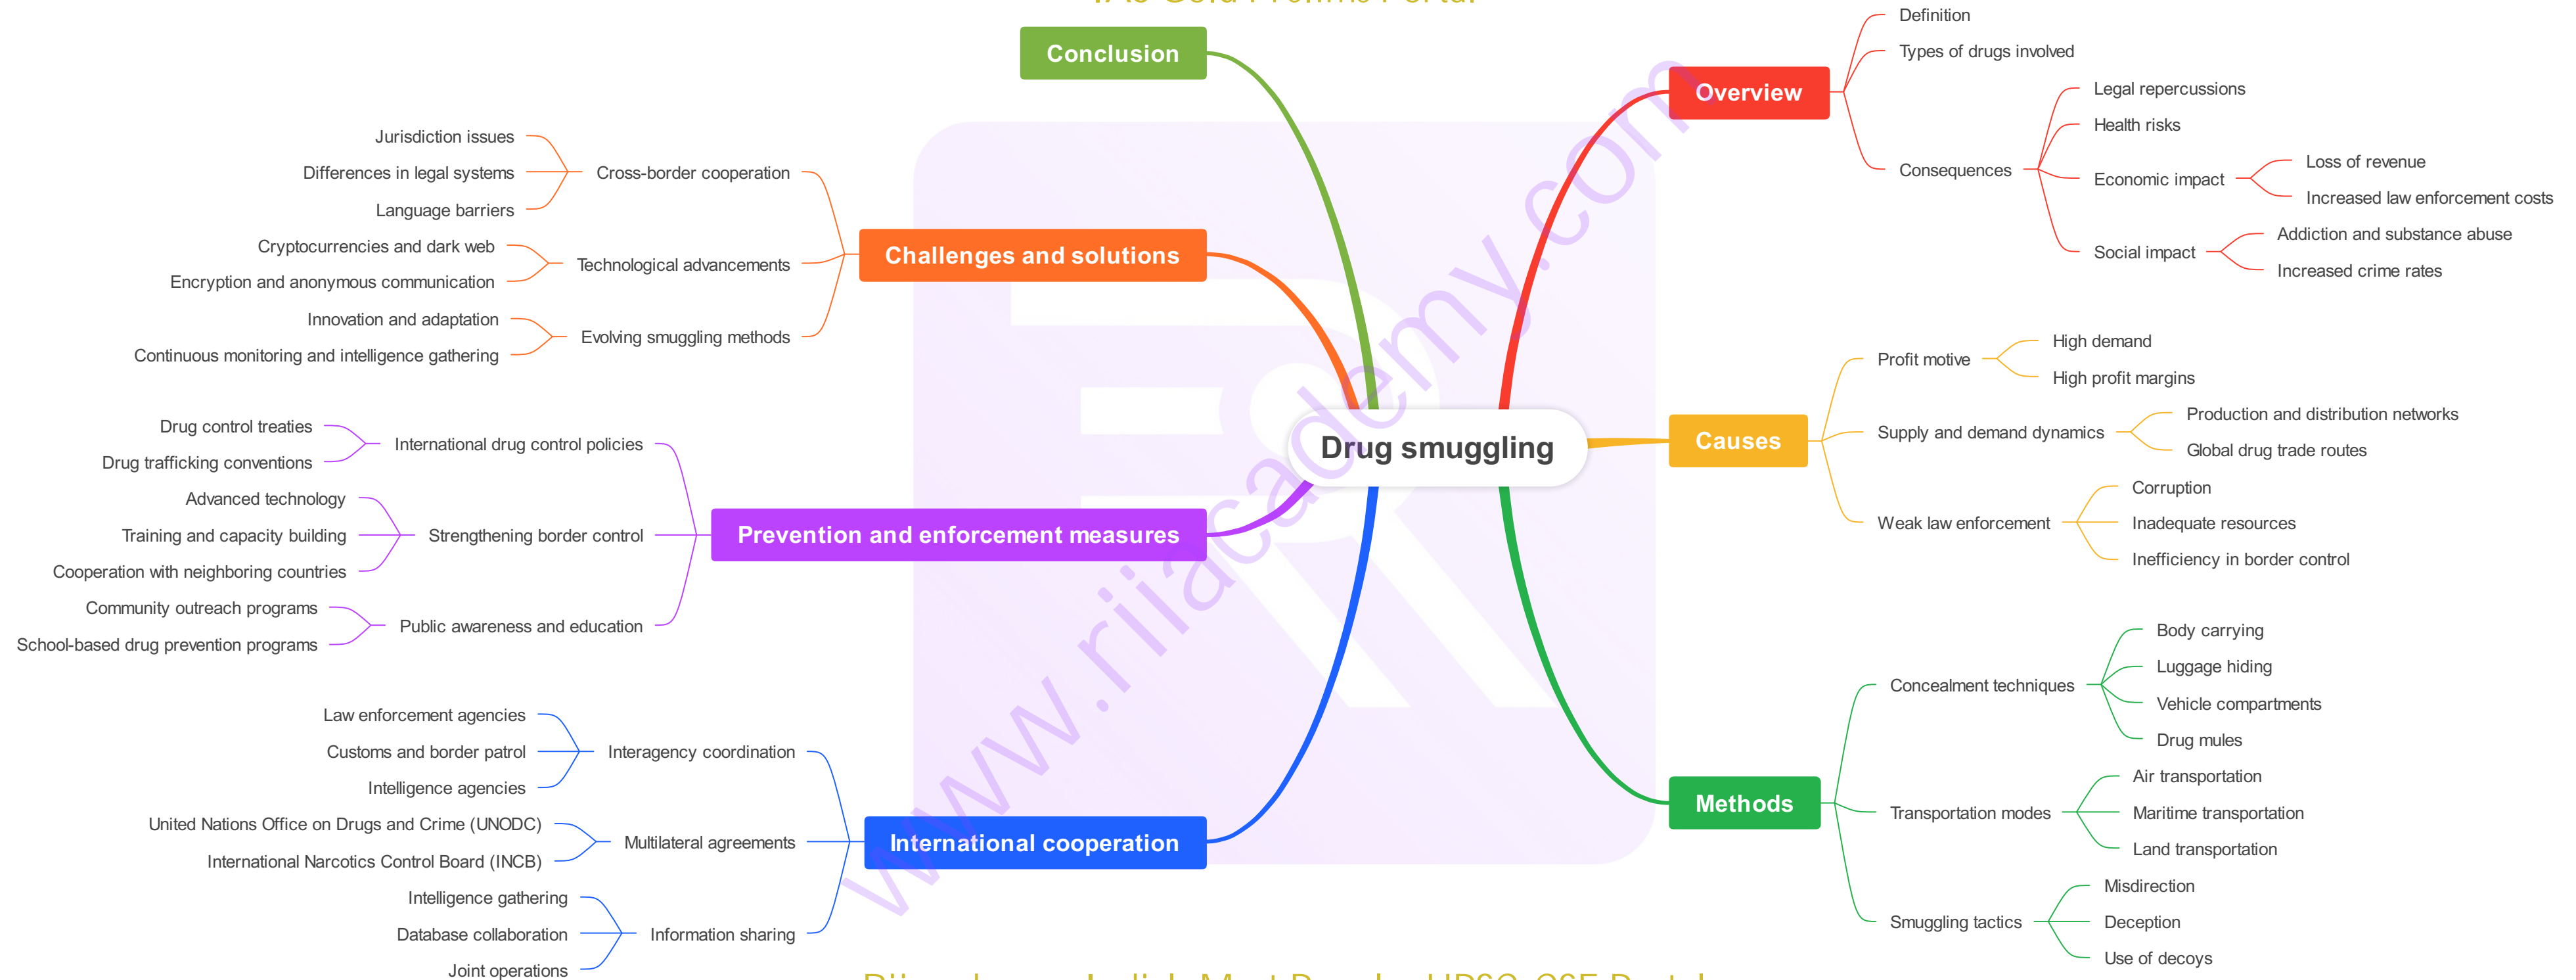 Drug smuggling
Overview
Definition
Types of drugs involved
Consequences
Legal repercussions
Health risks
Economic impact
Loss of revenue
Increased law enforcement costs
Social impact
Addiction and substance abuse
Increased crime rates
Causes
Profit motive
High demand
High profit margins
Supply and demand dynamics
Production and distribution networks
Global drug trade routes
Weak law enforcement
Corruption
Inadequate resources
Inefficiency in border control
Methods
Concealment techniques
Body carrying
Luggage hiding
Vehicle compartments
Drug mules
Transportation modes
Air transportation
Maritime transportation
Land transportation
Smuggling tactics
Misdirection
Deception
Use of decoys
Conclusion
Challenges and solutions
Cross-border cooperation
Jurisdiction issues
Differences in legal systems
Language barriers
Technological advancements
Cryptocurrencies and dark web
Encryption and anonymous communication
Evolving smuggling methods
Innovation and adaptation
Continuous monitoring and intelligence gathering
Prevention and enforcement measures
International drug control policies
Drug control treaties
Drug trafficking conventions
Strengthening border control
Advanced technology
Training and capacity building
Cooperation with neighboring countries
Public awareness and education
Community outreach programs
School-based drug prevention programs
International cooperation
Interagency coordination
Law enforcement agencies
Customs and border patrol
Intelligence agencies
Multilateral agreements
United Nations Office on Drugs and Crime (UNODC)
International Narcotics Control Board (INCB)
Information sharing
Intelligence gathering
Database collaboration
Joint operations
www.rijacademy.com